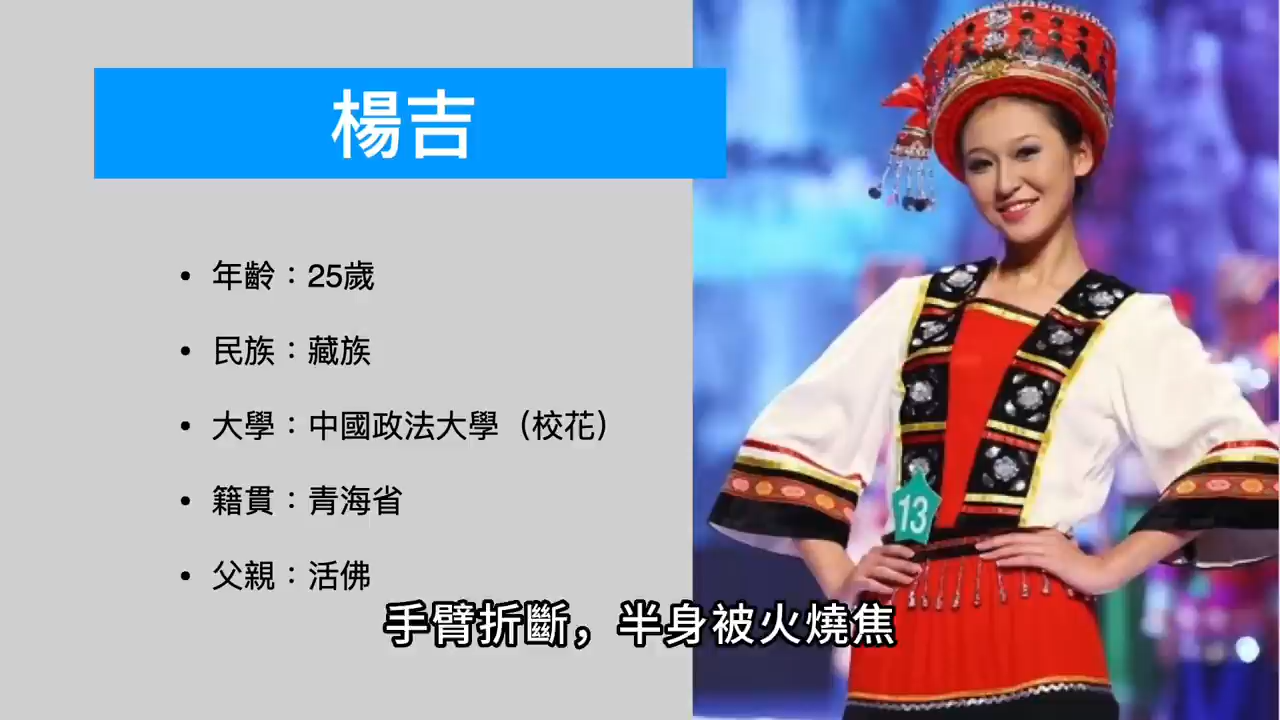 楊吉
• 年齡：25歲
• 民族：藏族
• 大學：中國政法大學（校花）
• 籍貫：青海省
• 父親：活佛
13
手臂折斷，半身被火燒焦